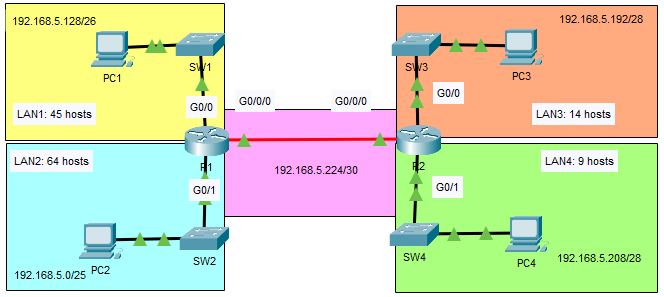 192.168.5.128/26
PC1
SW1
G0/0
LAN1: 45 hosts
G0/0/0
G0/0/0
192.168.5.192/28
SW3
PC3
G0/0
LAN3: 14 hosts
R1
R2
192.168.5.224/30
LAN2: 64 hosts
G0/1
PC2
SW2
192.168.5.0/25
LAN4: 9 hosts
G0/1
SW4
PC4
192.168.5.208/28